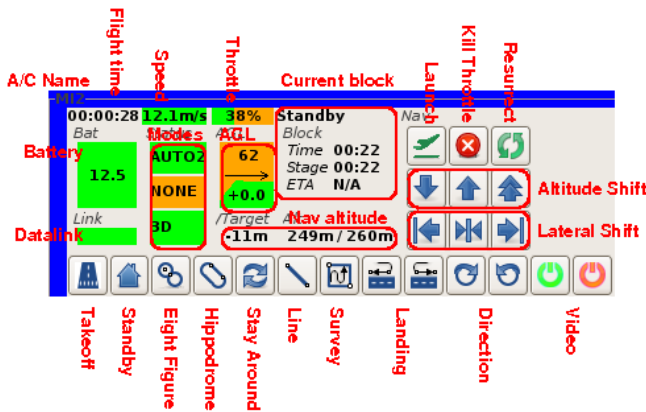 Flight time
Speed
Throttle
Launch
Kill Throttle
Resurrect
A/C Name
Current block
MI2
00:00:28 12.1m/s 38% Standby
Nav
Bat
Modes
AGL
Block
Battery
12.5
AUTO2
62
Time 00:22
Stage 00:22
ETA N/A
NONE
+0.0
Altitude Shift
Link
/Target
Nav altitude
Datalink
3D
-11m 249m / 260m
Lateral Shift
Takeoff
Standby
Eight Figure
Hippodrome
Stay Around
Line
Survey
Landing
Direction
Video